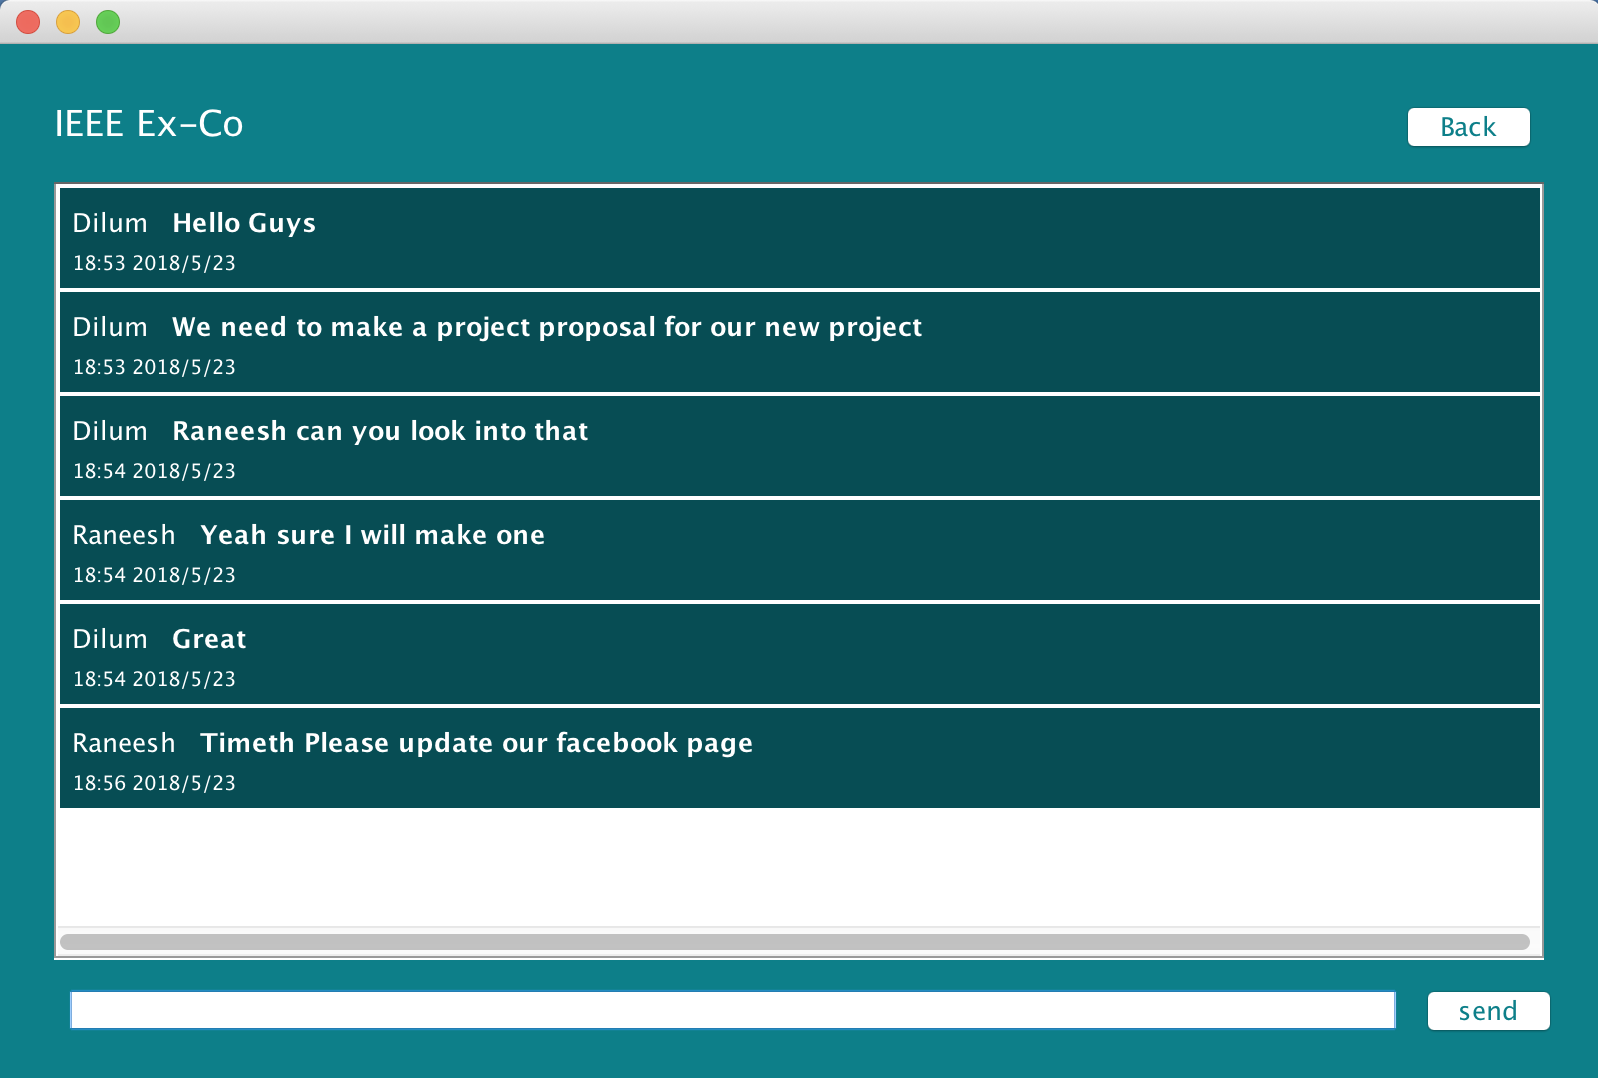 IEEE Ex-Co
Back
Dilum Hello Guys
18:53 2018/5/23
Dilum We need to make a project proposal for our new project
18:53 2018/5/23
Dilum Raneesh can you look into that
18:54 2018/5/23
Raneesh Yeah sure I will make one
18:54 2018/5/23
Dilum Great
18:54 2018/5/23
Raneesh Timeth Please update our facebook page
18:56 2018/5/23
send